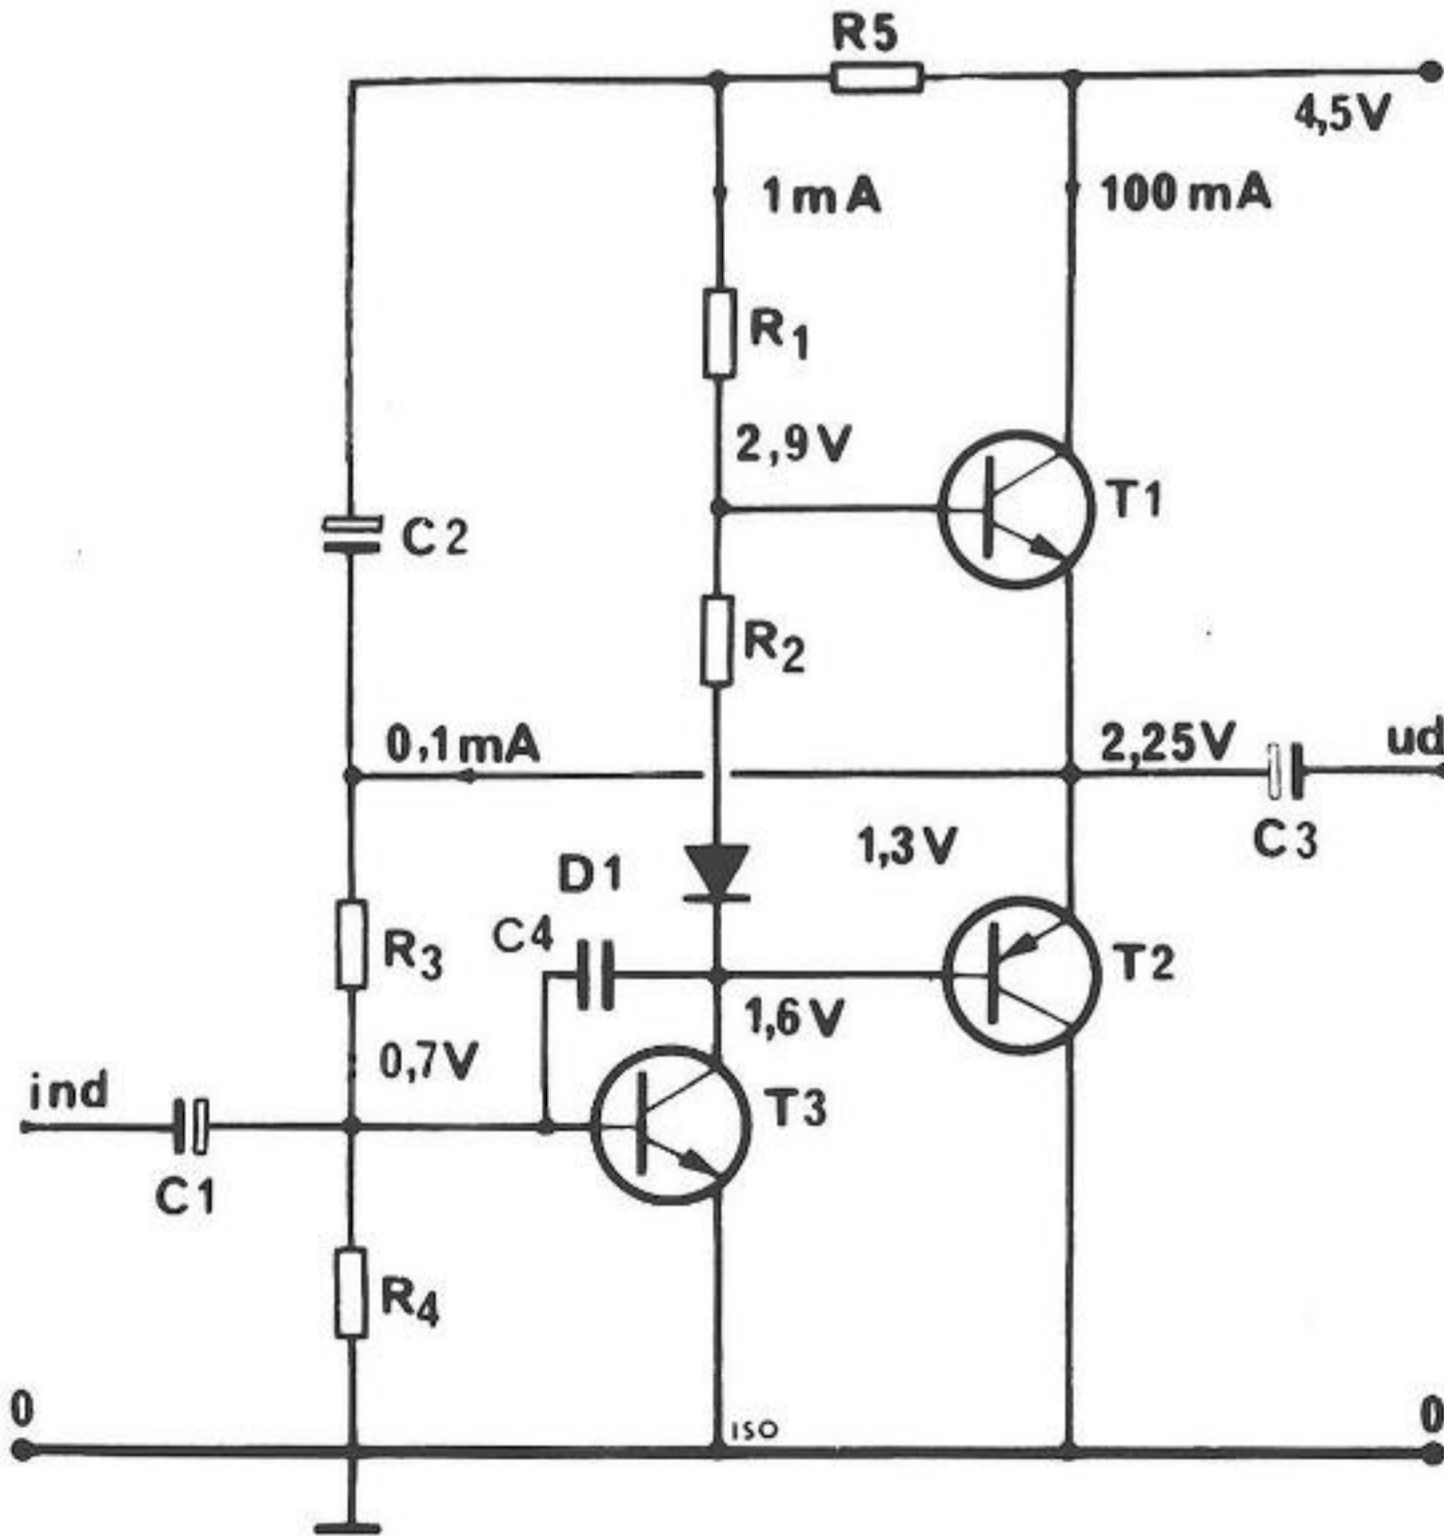 R5
4,5V
1mA
100mA
R1
2,9V
T1
C2
R2
0,1mA
2,25V
ud
C3
1,3V
D1
C4
R3
T2
1,6V
0,7V
ind
T3
C1
R4
0
ISO
0